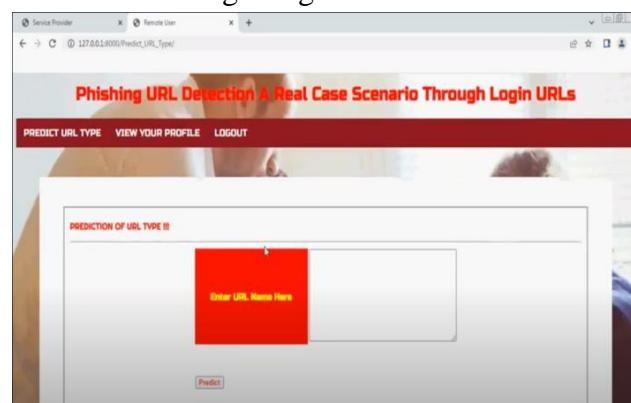 Service Provider
Remote User
127.0.0.1:8000/Predict_URL_Type/
Phishing URL Detection A Real Case Scenario Through Login URLs
PREDICT URL TYPE VIEW YOUR PROFILE LOGOUT
PREDICTION OF URL TYPE !!!
Enter URL Name Here
Predict